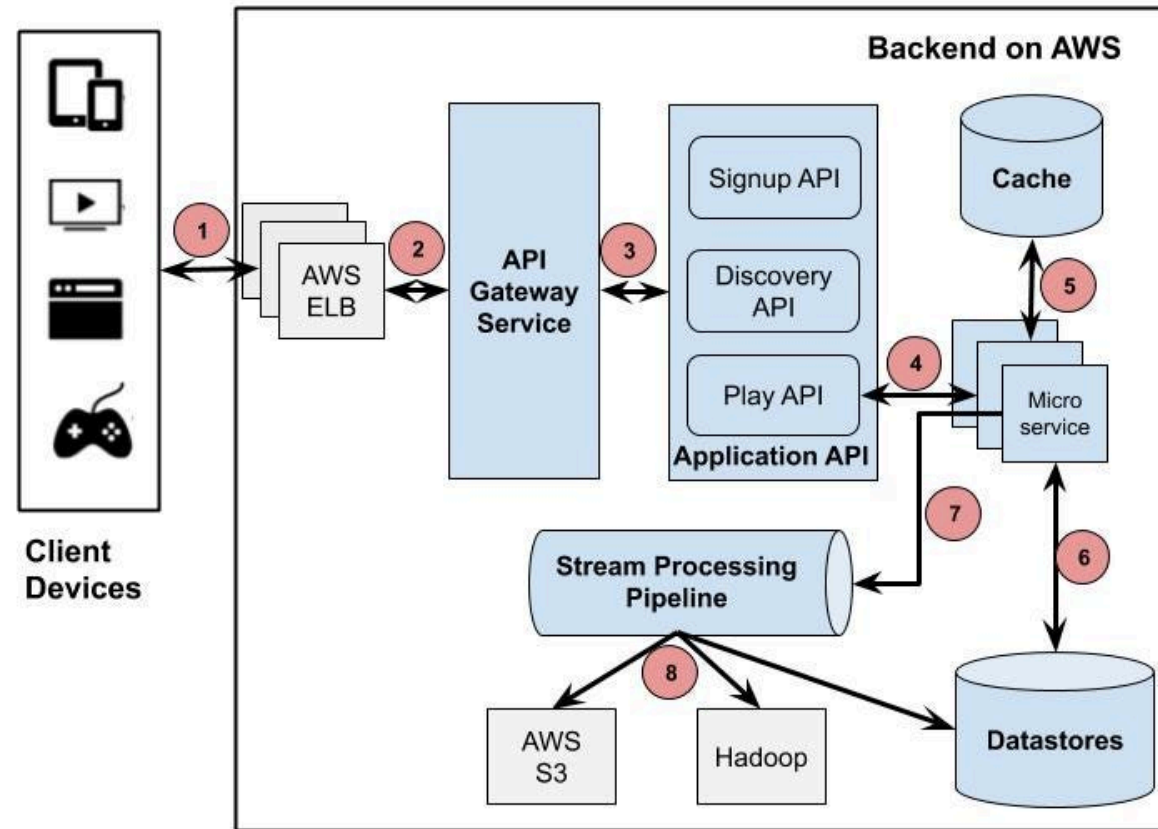 Backend on AWS
Client
Devices
1
AWS
ELB
2
API
Gateway
Service
3
Signup API
Discovery
API
Play API
Application API
4
Cache
5
Micro
service
6
7
Stream Processing
Pipeline
8
AWS
S3
Hadoop
Datastores